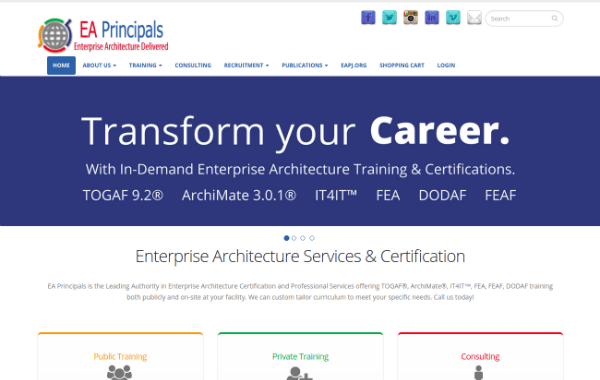 EA Principals
Enterprise Architecture Delivered
Search
HOME ABOUT US TRAINING CONSULTING RECRUITMENT PUBLICATIONS EAPJ.ORG SHOPPING CART LOGIN
Transform your Career.
With In-Demand Enterprise Architecture Training & Certifications.
TOGAF 9.2® ArchiMate 3.0.1® IT4IT™ FEA DODAF FEAF
Enterprise Architecture Services & Certification
EA Principals is the Leading Authority in Enterprise Architecture Certification and Professional Services offering TOGAF®, ArchiMate®, IT4IT™, FEA, FEAF, DODAF training
both publicly and on-site at your facility. We can custom tailor curriculum to meet your specific needs. Call us today!
Public Training Private Training Consulting